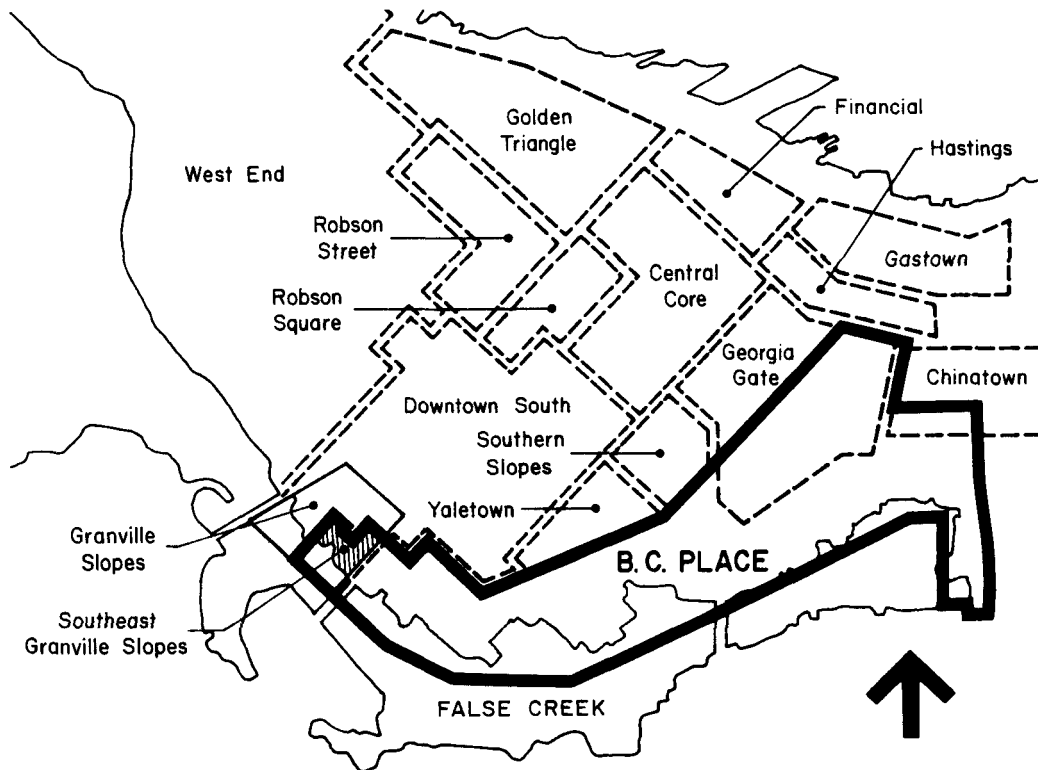 Golden
Triangle
Financial
Hastings
West End
Robson
Street
Gastown
Central
Core
Robson
Square
Georgia
Gate
Chinatown
Downtown South
Southern
Slopes
Yaletown
Granville
Slopes
B.C. PLACE
Southeast
Granville Slopes
FALSE CREEK